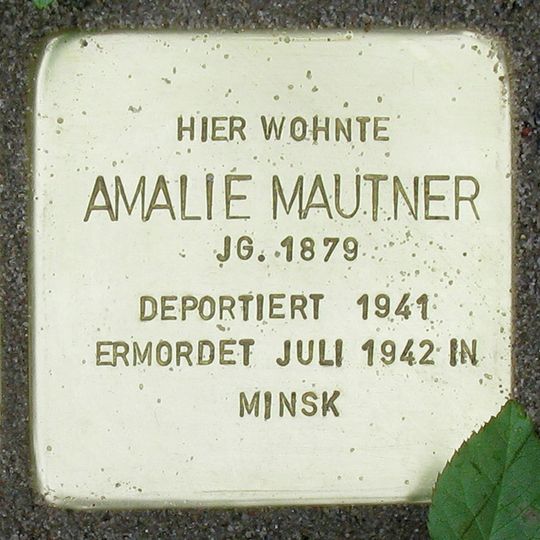 HIER WOHNTE
AMALIE MAUTNER
JG. 1879
DEPORTIERT 1941
ERMORDET JULI 1942 IN
MINSK